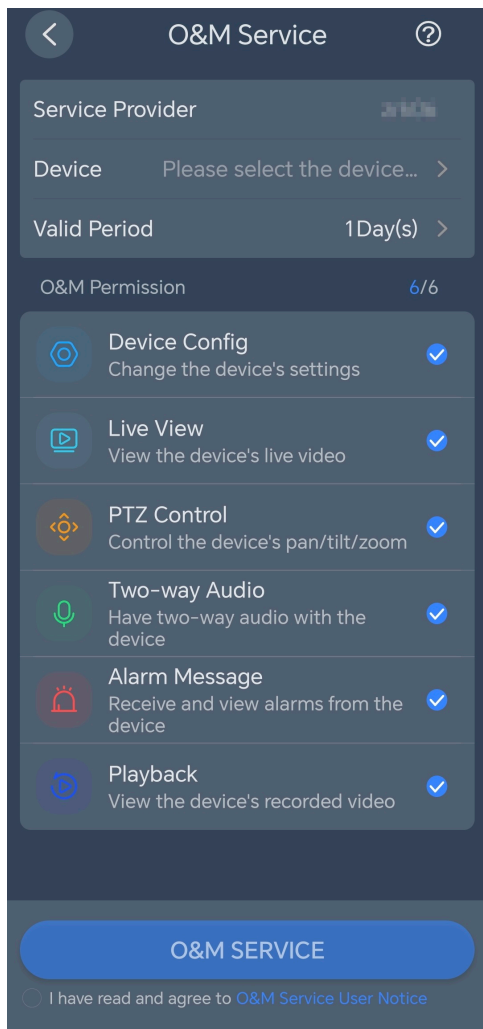 O&M Service
Service Provider
Device Please select the device...
Valid Period 1Day(s)
O&M Permission 6/6
Device Config
Change the device's settings
Live View
View the device's live video
PTZ Control
Control the device's pan/tilt/zoom
Two-way Audio
Have two-way audio with the
device
Alarm Message
Receive and view alarms from the
device
Playback
View the device's recorded video
O&M SERVICE
I have read and agree to O&M Service User Notice